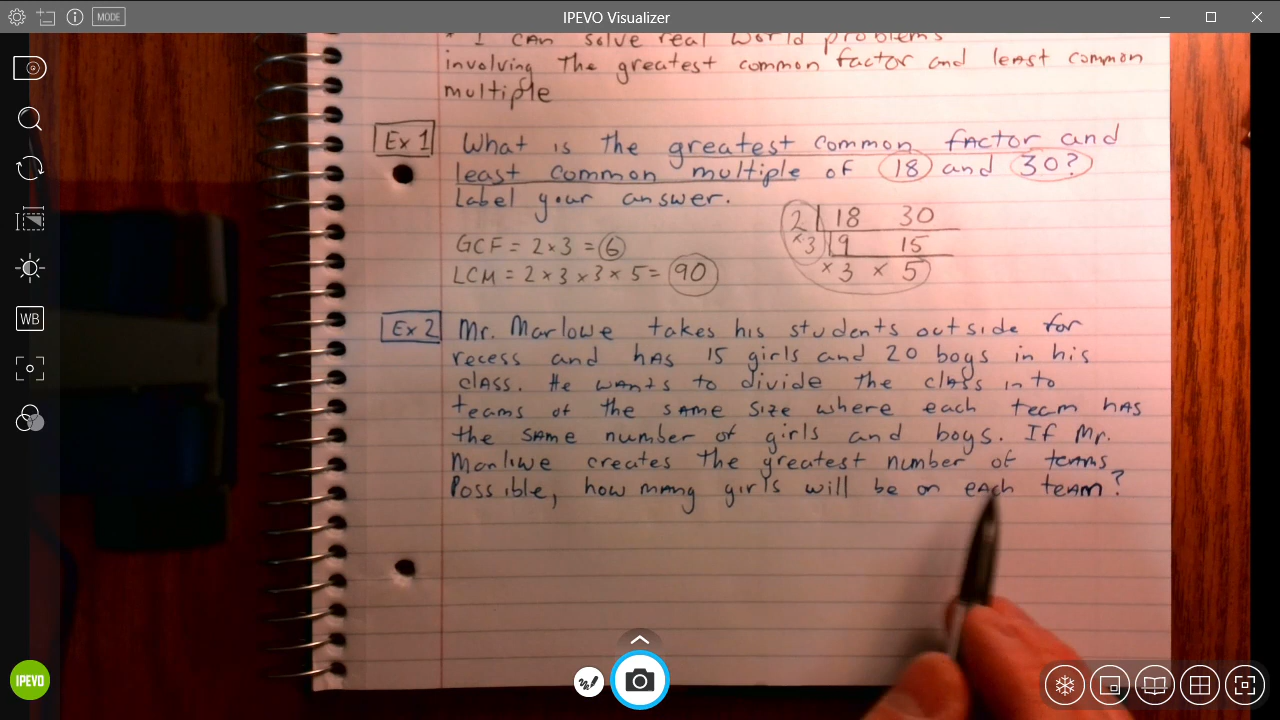 MODE
IPEVO Visualizer
* I can solve real world problems
involving the greatest common factor and least common
multiple
Ex 1 What is the greatest common factor and
least common multiple of 18 and 30?
Label your answer.
2 18 30
GCF = 2 × 3 = 6
×3 9 15
LCM = 2 × 3 × 3 × 5 = 90
× 3 × 5
Ex 2 Mr. Marlowe takes his students outside for
recess and has 15 girls and 20 boys in his
class. He wants to divide the class into
teams of the same size where each team has
the same number of girls and boys. If Mr.
Marlowe creates the greatest number of teams
Possible, how many girls will be on each team?
WB
IPEVO